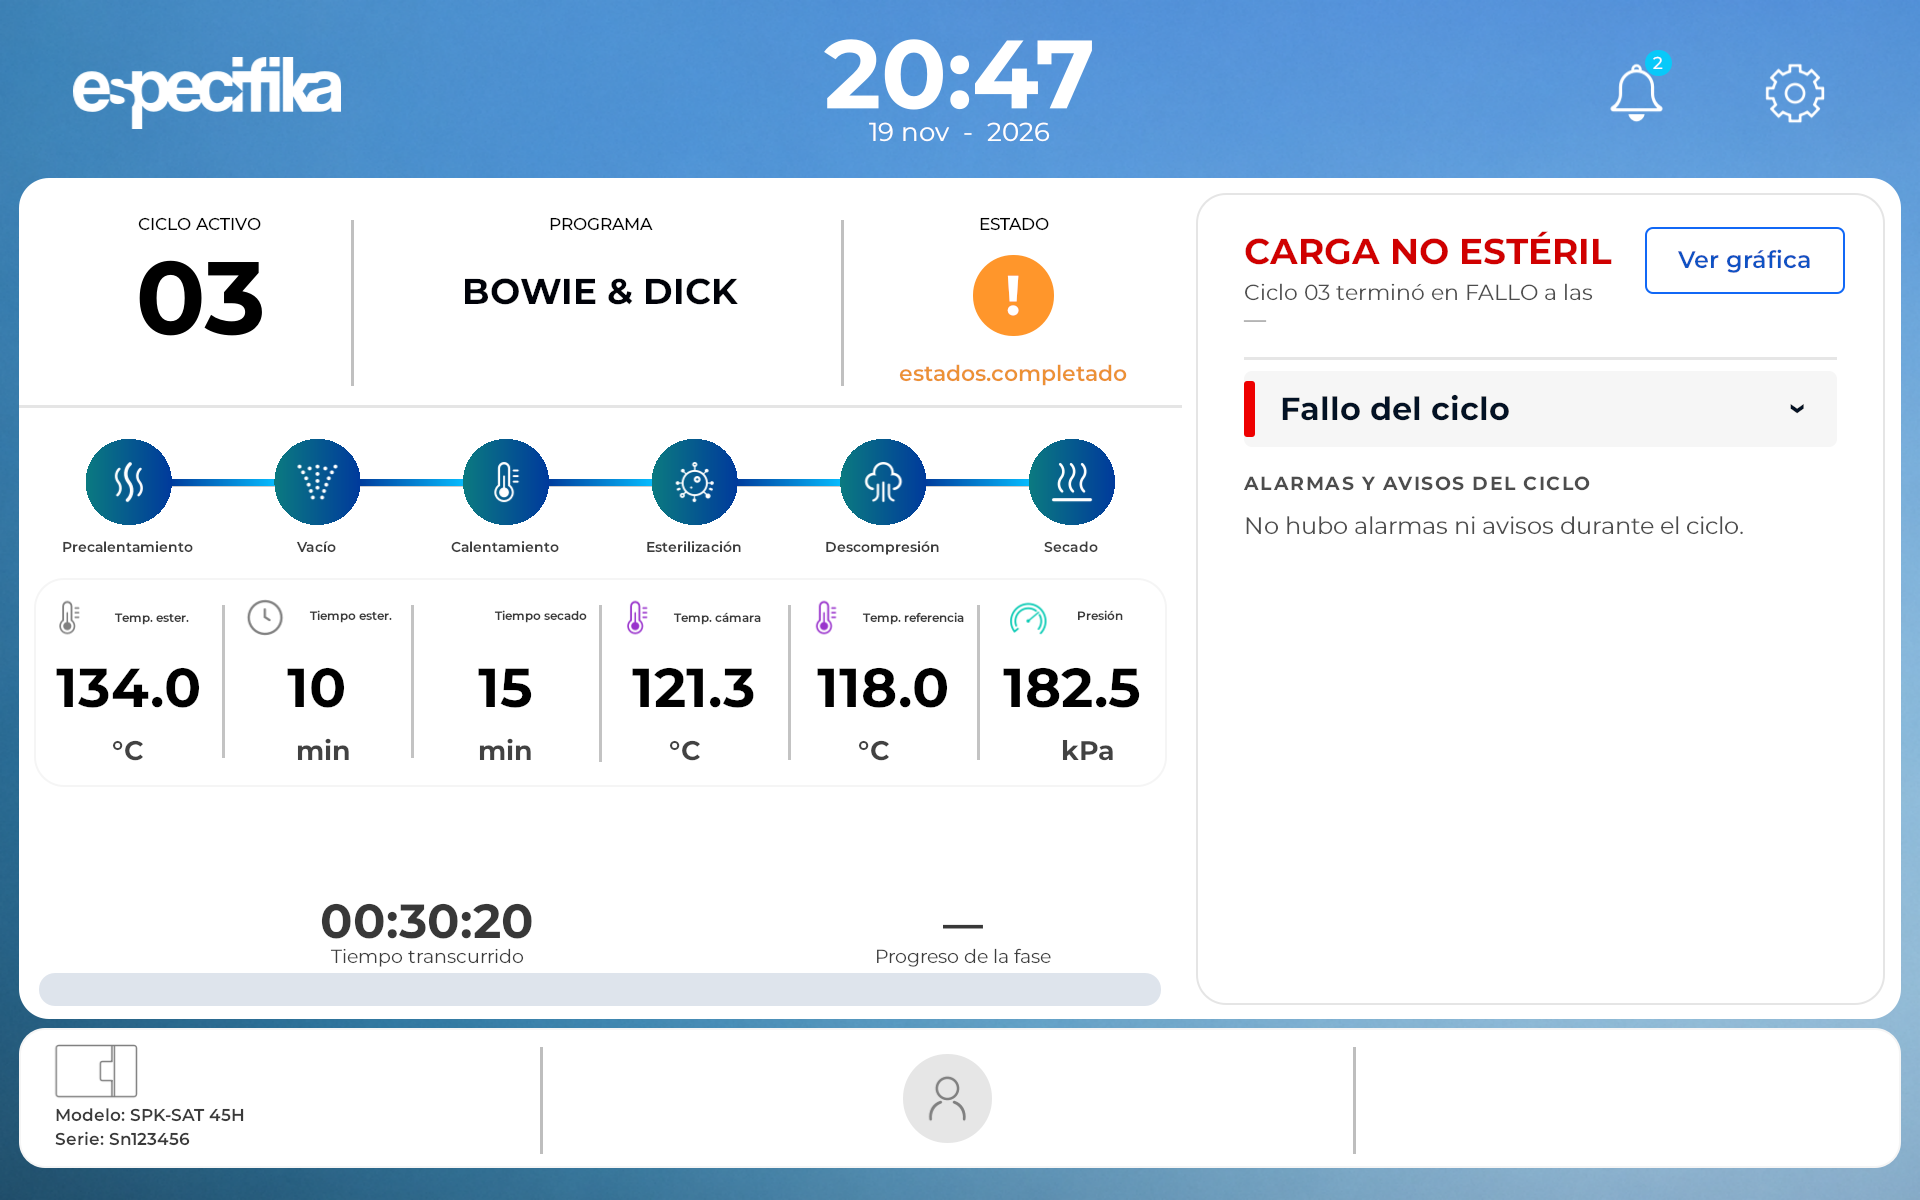 especifika
20:47
19 nov - 2026
2
CICLO ACTIVO
03
PROGRAMA
BOWIE & DICK
ESTADO
!
estados.completado
CARGA NO ESTÉRIL
Ciclo 03 terminó en FALLO a las
—
Ver gráfica
Fallo del ciclo
ALARMAS Y AVISOS DEL CICLO
No hubo alarmas ni avisos durante el ciclo.
Precalentamiento
Vacío
Calentamiento
Esterilización
Descompresión
Secado
Temp. ester.
134.0
°C
Tiempo ester.
10
min
Tiempo secado
15
min
Temp. cámara
121.3
°C
Temp. referencia
118.0
°C
Presión
182.5
kPa
00:30:20
Tiempo transcurrido
—
Progreso de la fase
Modelo: SPK-SAT 45H
Serie: Sn123456